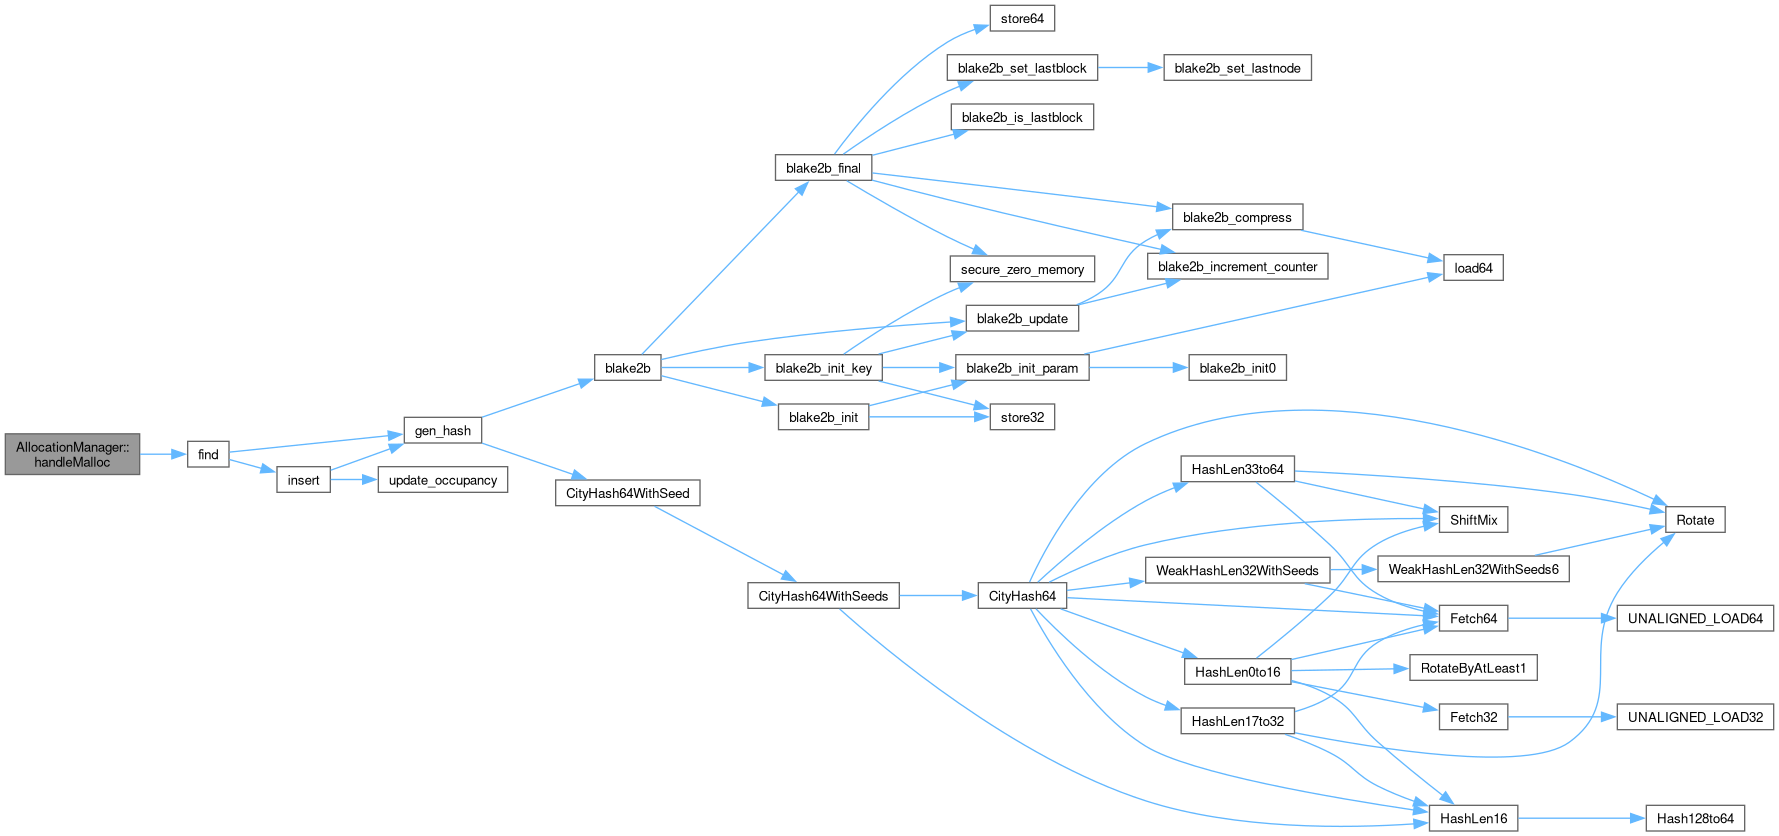 store64
blake2b_set_lastblock
blake2b_set_lastnode
blake2b_is_lastblock
blake2b_final
blake2b_compress
secure_zero_memory
blake2b_increment_counter
load64
blake2b_update
blake2b
blake2b_init_key
blake2b_init_param
blake2b_init0
blake2b_init
store32
gen_hash
AllocationManager::
handleMalloc
find
insert
update_occupancy
CityHash64WithSeed
HashLen33to64
ShiftMix
Rotate
WeakHashLen32WithSeeds
WeakHashLen32WithSeeds6
CityHash64WithSeeds
CityHash64
Fetch64
UNALIGNED_LOAD64
HashLen0to16
RotateByAtLeast1
HashLen17to32
Fetch32
UNALIGNED_LOAD32
HashLen16
Hash128to64